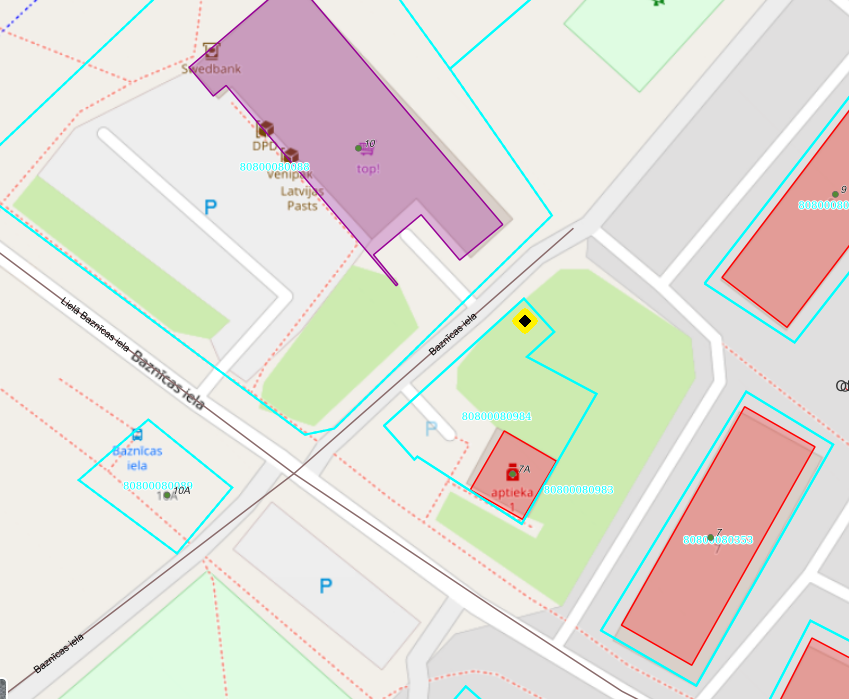 Swedbank
DPD
Venipak
Latvijas
Pasts
80800080088
10
top!
P
9
Lielā Baznīcas iela
Baznīcas iela
Baznīcas iela
P
80800080984
7A
aptieka
1
80800080983
Baznīcas
iela
10A
7
P
Baznīcas iela